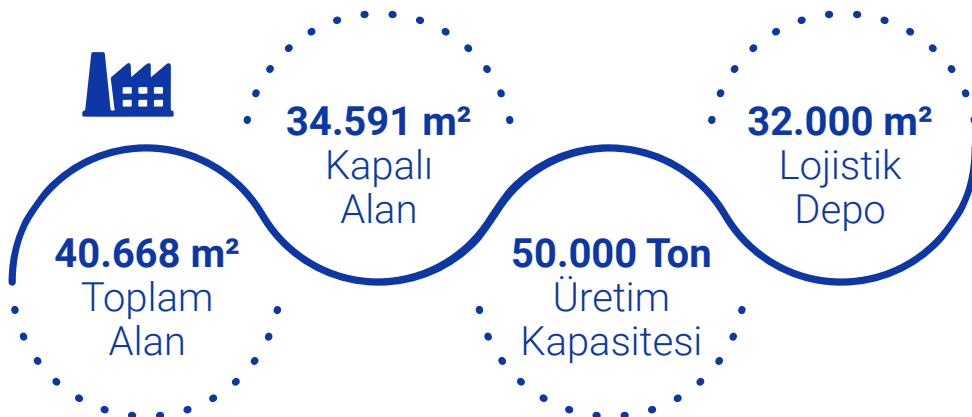 40.668 m²
Toplam
Alan
34.591 m²
Kapalı
Alan
50.000 Ton
Üretim
Kapasitesi
32.000 m²
Lojistik
Depo